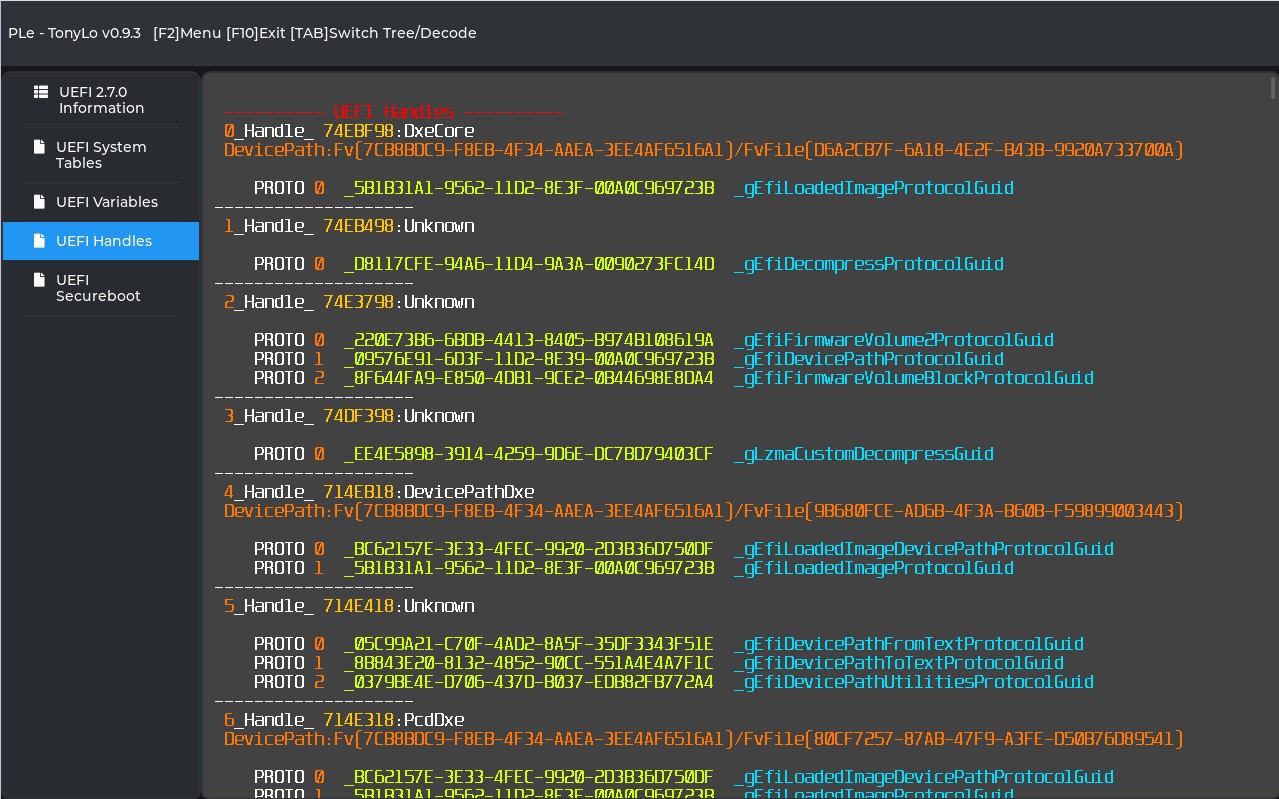 PLe - TonyLo v0.9.3 [F2]Menu [F10]Exit [TAB]Switch Tree/Decode
UEFI 2.7.0
Information
UEFI System
Tables
UEFI Variables
UEFI Handles
UEFI
Secureboot
---------- UEFI Handles ----------
0_Handle_ 74EBF98:DxeCore
DevicePath:Fv(7CB8BDC9-F8EB-4F34-AAEA-3EE4AF6516A1)/FvFile(D6A2CB7F-6A18-4E2F-B43B-9920A733700A)
PROTO 0 _5B1B31A1-9562-11D2-8E3F-00A0C969723B _gEfiLoadedImageProtocolGuid
--------------------
1_Handle_ 74EB498:Unknown
PROTO 0 _D8117CFE-94A6-11D4-9A3A-0090273FC14D _gEfiDecompressProtocolGuid
--------------------
2_Handle_ 74E3798:Unknown
PROTO 0 _220E73B6-6BDB-4413-8405-B974B108619A _gEfiFirmwareVolume2ProtocolGuid
PROTO 1 _09576E91-6D3F-11D2-8E39-00A0C969723B _gEfiDevicePathProtocolGuid
PROTO 2 _8F644FA9-E850-4DB1-9CE2-0B44698E8DA4 _gEfiFirmwareVolumeBlockProtocolGuid
--------------------
3_Handle_ 74DF398:Unknown
PROTO 0 _EE4E5898-3914-4259-9D6E-DC7BD79403CF _gLzmaCustomDecompressGuid
--------------------
4_Handle_ 714EB18:DevicePathDxe
DevicePath:Fv(7CB8BDC9-F8EB-4F34-AAEA-3EE4AF6516A1)/FvFile(9B680FCE-AD6B-4F3A-B60B-F59899003443)
PROTO 0 _BC62157E-3E33-4FEC-9920-2D3B36D750DF _gEfiLoadedImageDevicePathProtocolGuid
PROTO 1 _5B1B31A1-9562-11D2-8E3F-00A0C969723B _gEfiLoadedImageProtocolGuid
--------------------
5_Handle_ 714E418:Unknown
PROTO 0 _05C99A21-C70F-4AD2-8A5F-35DF3343F51E _gEfiDevicePathFromTextProtocolGuid
PROTO 1 _8B843E20-8132-4852-90CC-551A4E4A7F1C _gEfiDevicePathToTextProtocolGuid
PROTO 2 _0379BE4E-D706-437D-B037-EDB82FB772A4 _gEfiDevicePathUtilitiesProtocolGuid
--------------------
6_Handle_ 714E318:PcdDxe
DevicePath:Fv(7CB8BDC9-F8EB-4F34-AAEA-3EE4AF6516A1)/FvFile(80CF7257-87AB-47F9-A3FE-D50B76D89541)
PROTO 0 _BC62157E-3E33-4FEC-9920-2D3B36D750DF _gEfiLoadedImageDevicePathProtocolGuid
PROTO 1 _5B1B31A1-9562-11D2-8E3F-00A0C969723B _gEfiLoadedImageProtocolGuid